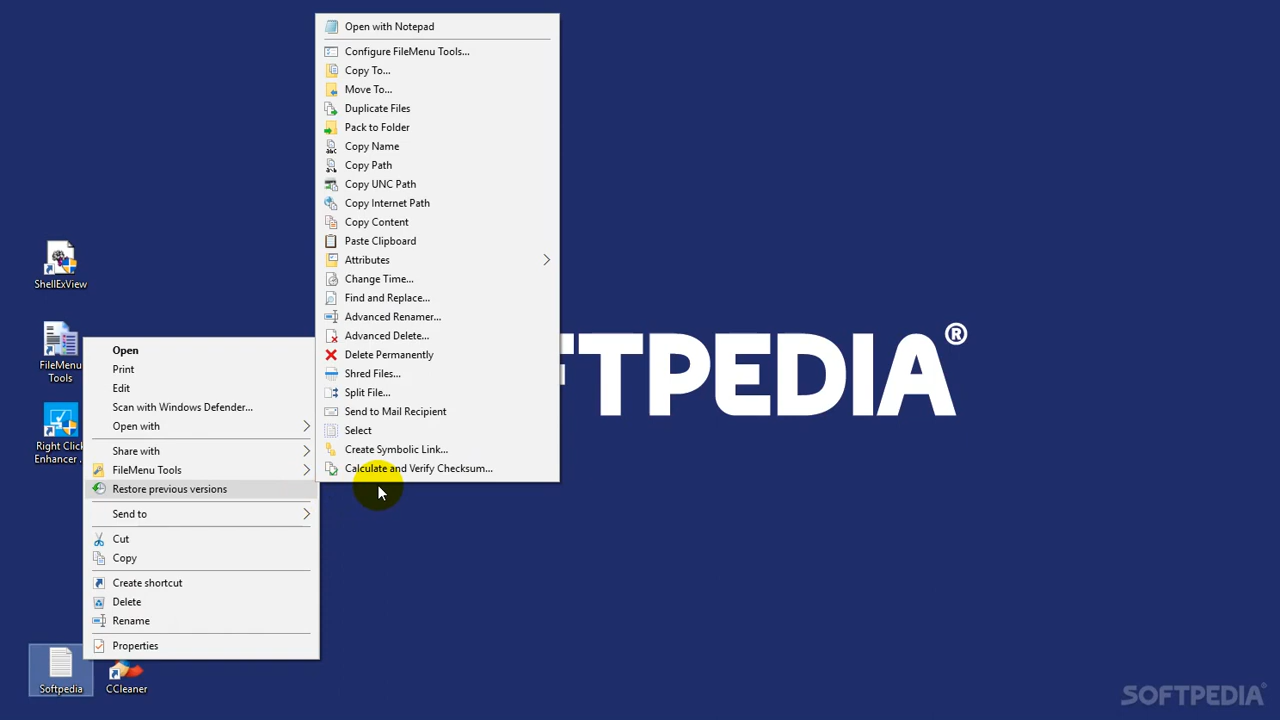 Open with Notepad
Configure FileMenu Tools...
Copy To...
Move To...
Duplicate Files
Pack to Folder
Copy Name
Copy Path
Copy UNC Path
Copy Internet Path
Copy Content
Paste Clipboard
Attributes
Change Time...
Find and Replace...
Advanced Renamer...
Advanced Delete...
Delete Permanently
Shred Files...
Split File...
Send to Mail Recipient
Select
Create Symbolic Link...
Calculate and Verify Checksum...
ShellExView
FileMenu
Tools
Right Click
Enhancer
Open
Print
Edit
Scan with Windows Defender...
Open with
Share with
FileMenu Tools
Restore previous versions
Send to
Cut
Copy
Create shortcut
Delete
Rename
Properties
Softpedia
CCleaner
FTPEDIA®
SOFTPEDIA®